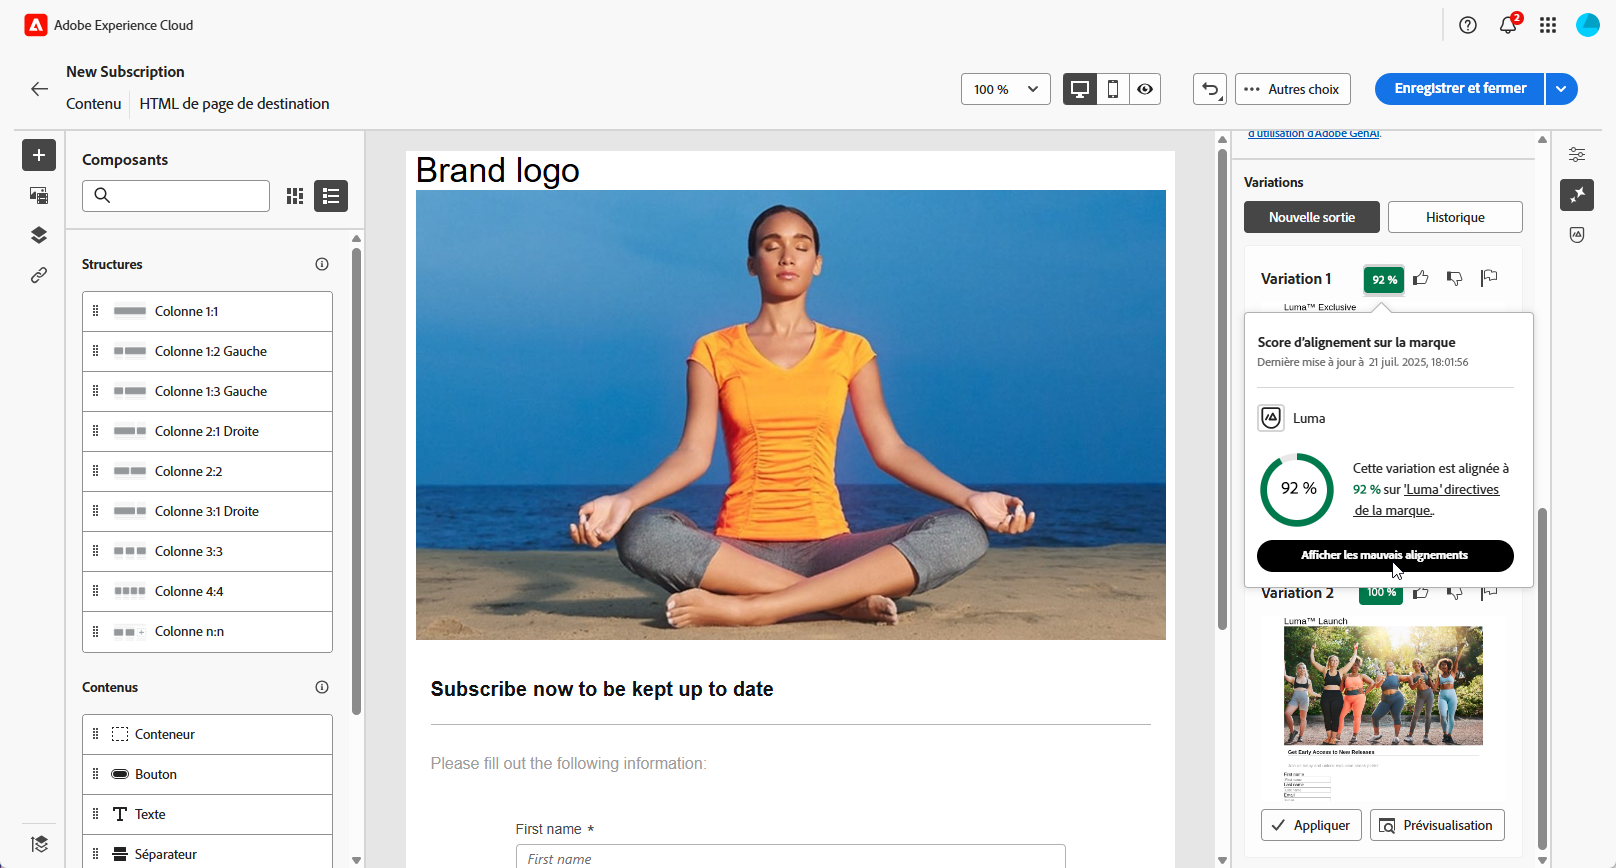 Adobe Experience Cloud
2
New Subscription
Contenu
HTML de page de destination
100 %
Autres choix
Enregistrer et fermer
Composants
Structures
Colonne 1:1
Colonne 1:2 Gauche
Colonne 1:3 Gauche
Colonne 2:1 Droite
Colonne 2:2
Colonne 3:1 Droite
Colonne 3:3
Colonne 4:4
Colonne n:n
Contenus
Conteneur
Bouton
Texte
Séparateur
Brand logo
Subscribe now to be kept up to date
Please fill out the following information:
First name *
First name
d'utilisation d'Adobe GenAI.
Variations
Nouvelle sortie
Historique
Variation 1
92 %
Luma™ Exclusive
Score d'alignement sur la marque
Dernière mise à jour à 21 juil. 2025, 18:01:56
Luma
92 %
Cette variation est alignée à
92 % sur 'Luma' directives
de la marque..
Afficher les mauvais alignements
Variation 2
100 %
Luma™ Launch
Get Early Access to New Releases
First name
Last name
Email
Appliquer
Prévisualisation